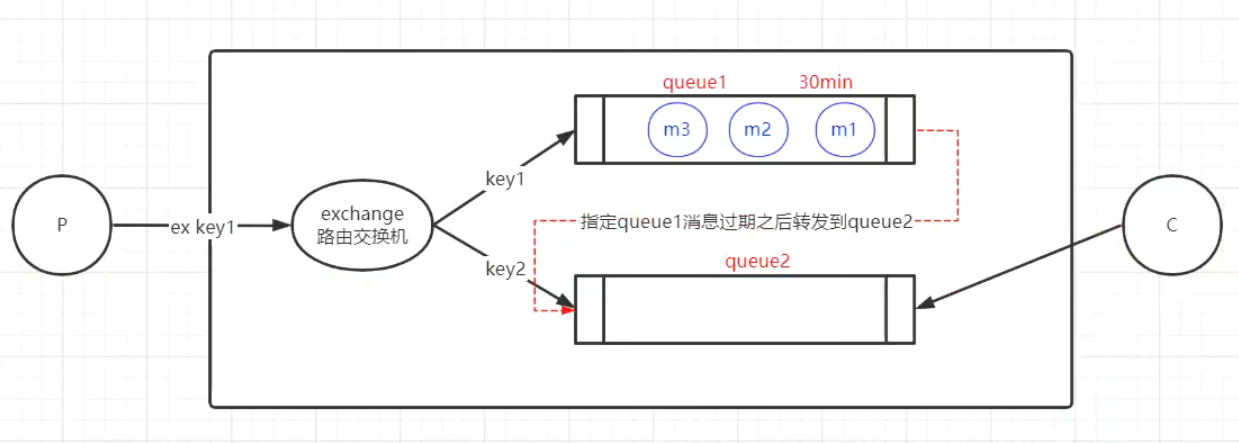 queue1 30min
m3 m2 m1
key1
P
ex key1
exchange
路由交换机
指定queue1消息过期之后转发到queue2
C
key2
queue2